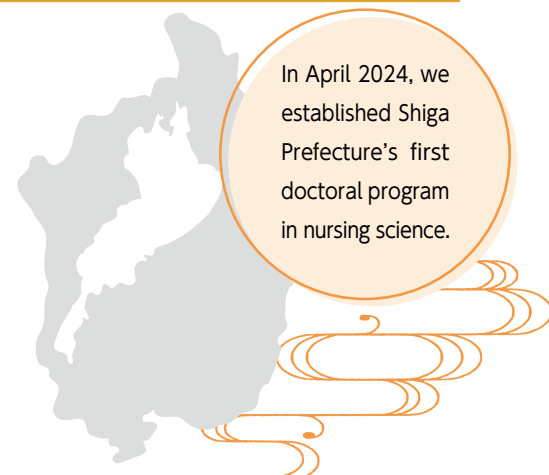 In April 2024, we
established Shiga
Prefecture’s first
doctoral program
in nursing science.